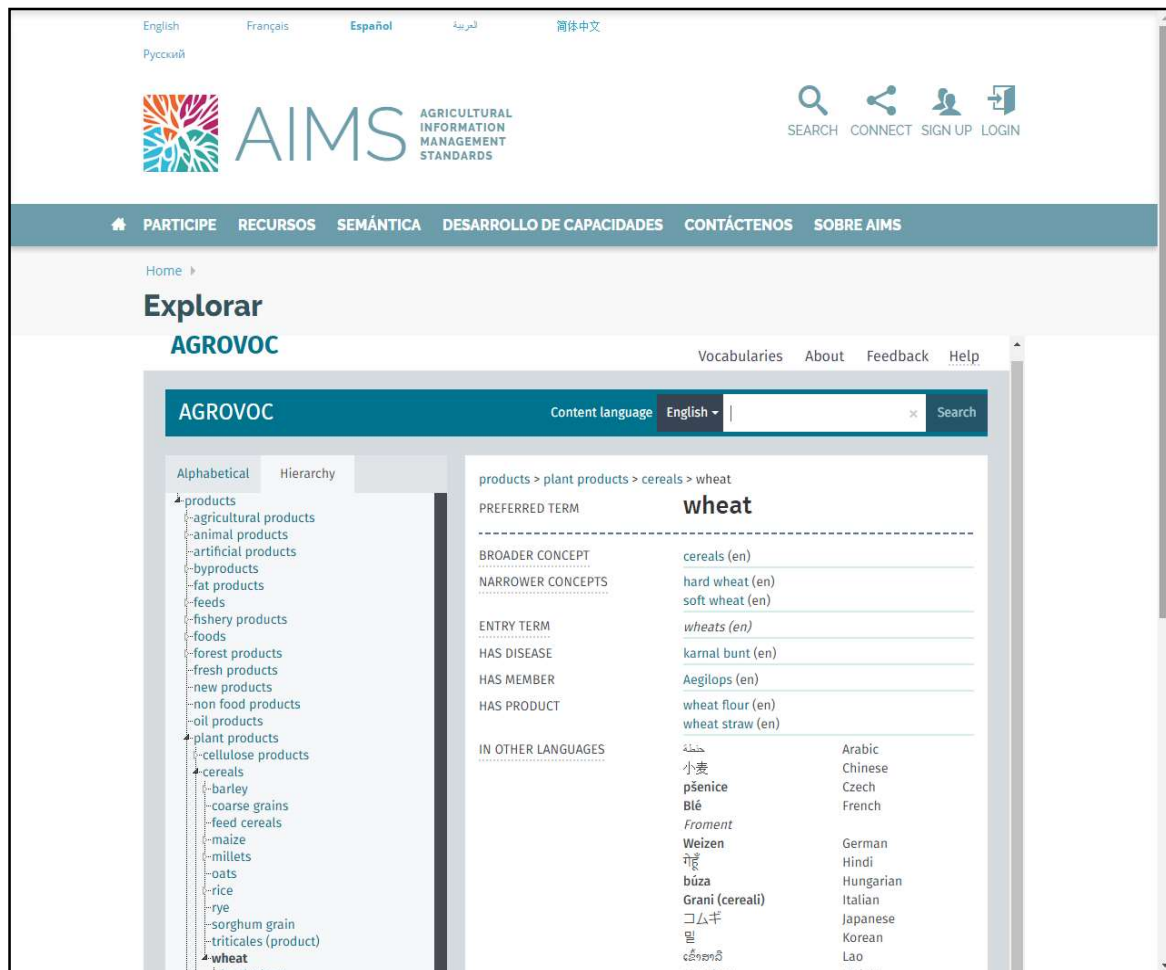 English Français Español العربية 简体中文
Русский
AIMS
AGRICULTURAL
INFORMATION
MANAGEMENT
STANDARDS
SEARCH CONNECT SIGN UP LOGIN
PARTICIPE RECURSOS SEMÁNTICA DESARROLLO DE CAPACIDADES CONTÁCTENOS SOBRE AIMS
Home
Explorar
AGROVOC
Vocabularies About Feedback Help
AGROVOC Content language English × Search
Alphabetical Hierarchy
products
agricultural products
animal products
artificial products
byproducts
fat products
feeds
fishery products
foods
forest products
fresh products
new products
non food products
oil products
plant products
cellulose products
cereals
barley
coarse grains
feed cereals
maize
millets
oats
rice
rye
sorghum grain
triticales (product)
wheat
products > plant products > cereals > wheat
PREFERRED TERM wheat
BROADER CONCEPT cereals (en)
NARROWER CONCEPTS hard wheat (en)
soft wheat (en)
ENTRY TERM wheats (en)
HAS DISEASE karnal bunt (en)
HAS MEMBER Aegilops (en)
HAS PRODUCT wheat flour (en)
wheat straw (en)
IN OTHER LANGUAGES حنطة Arabic
小麦 Chinese
pšenice Czech
Blé French
Froment
Weizen German
गेहूँ Hindi
búza Hungarian
Grani (cereali) Italian
コムギ Japanese
밀 Korean
Lao